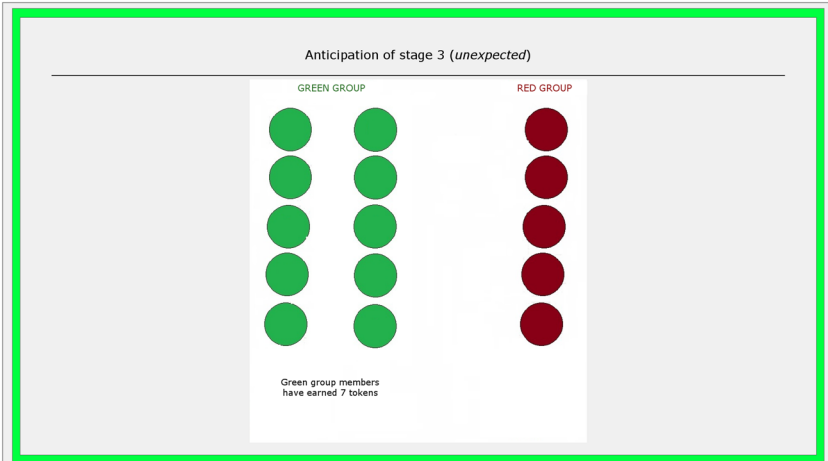 Anticipation of stage 3 (unexpected)
GREEN GROUP
RED GROUP
Green group members
have earned 7 tokens